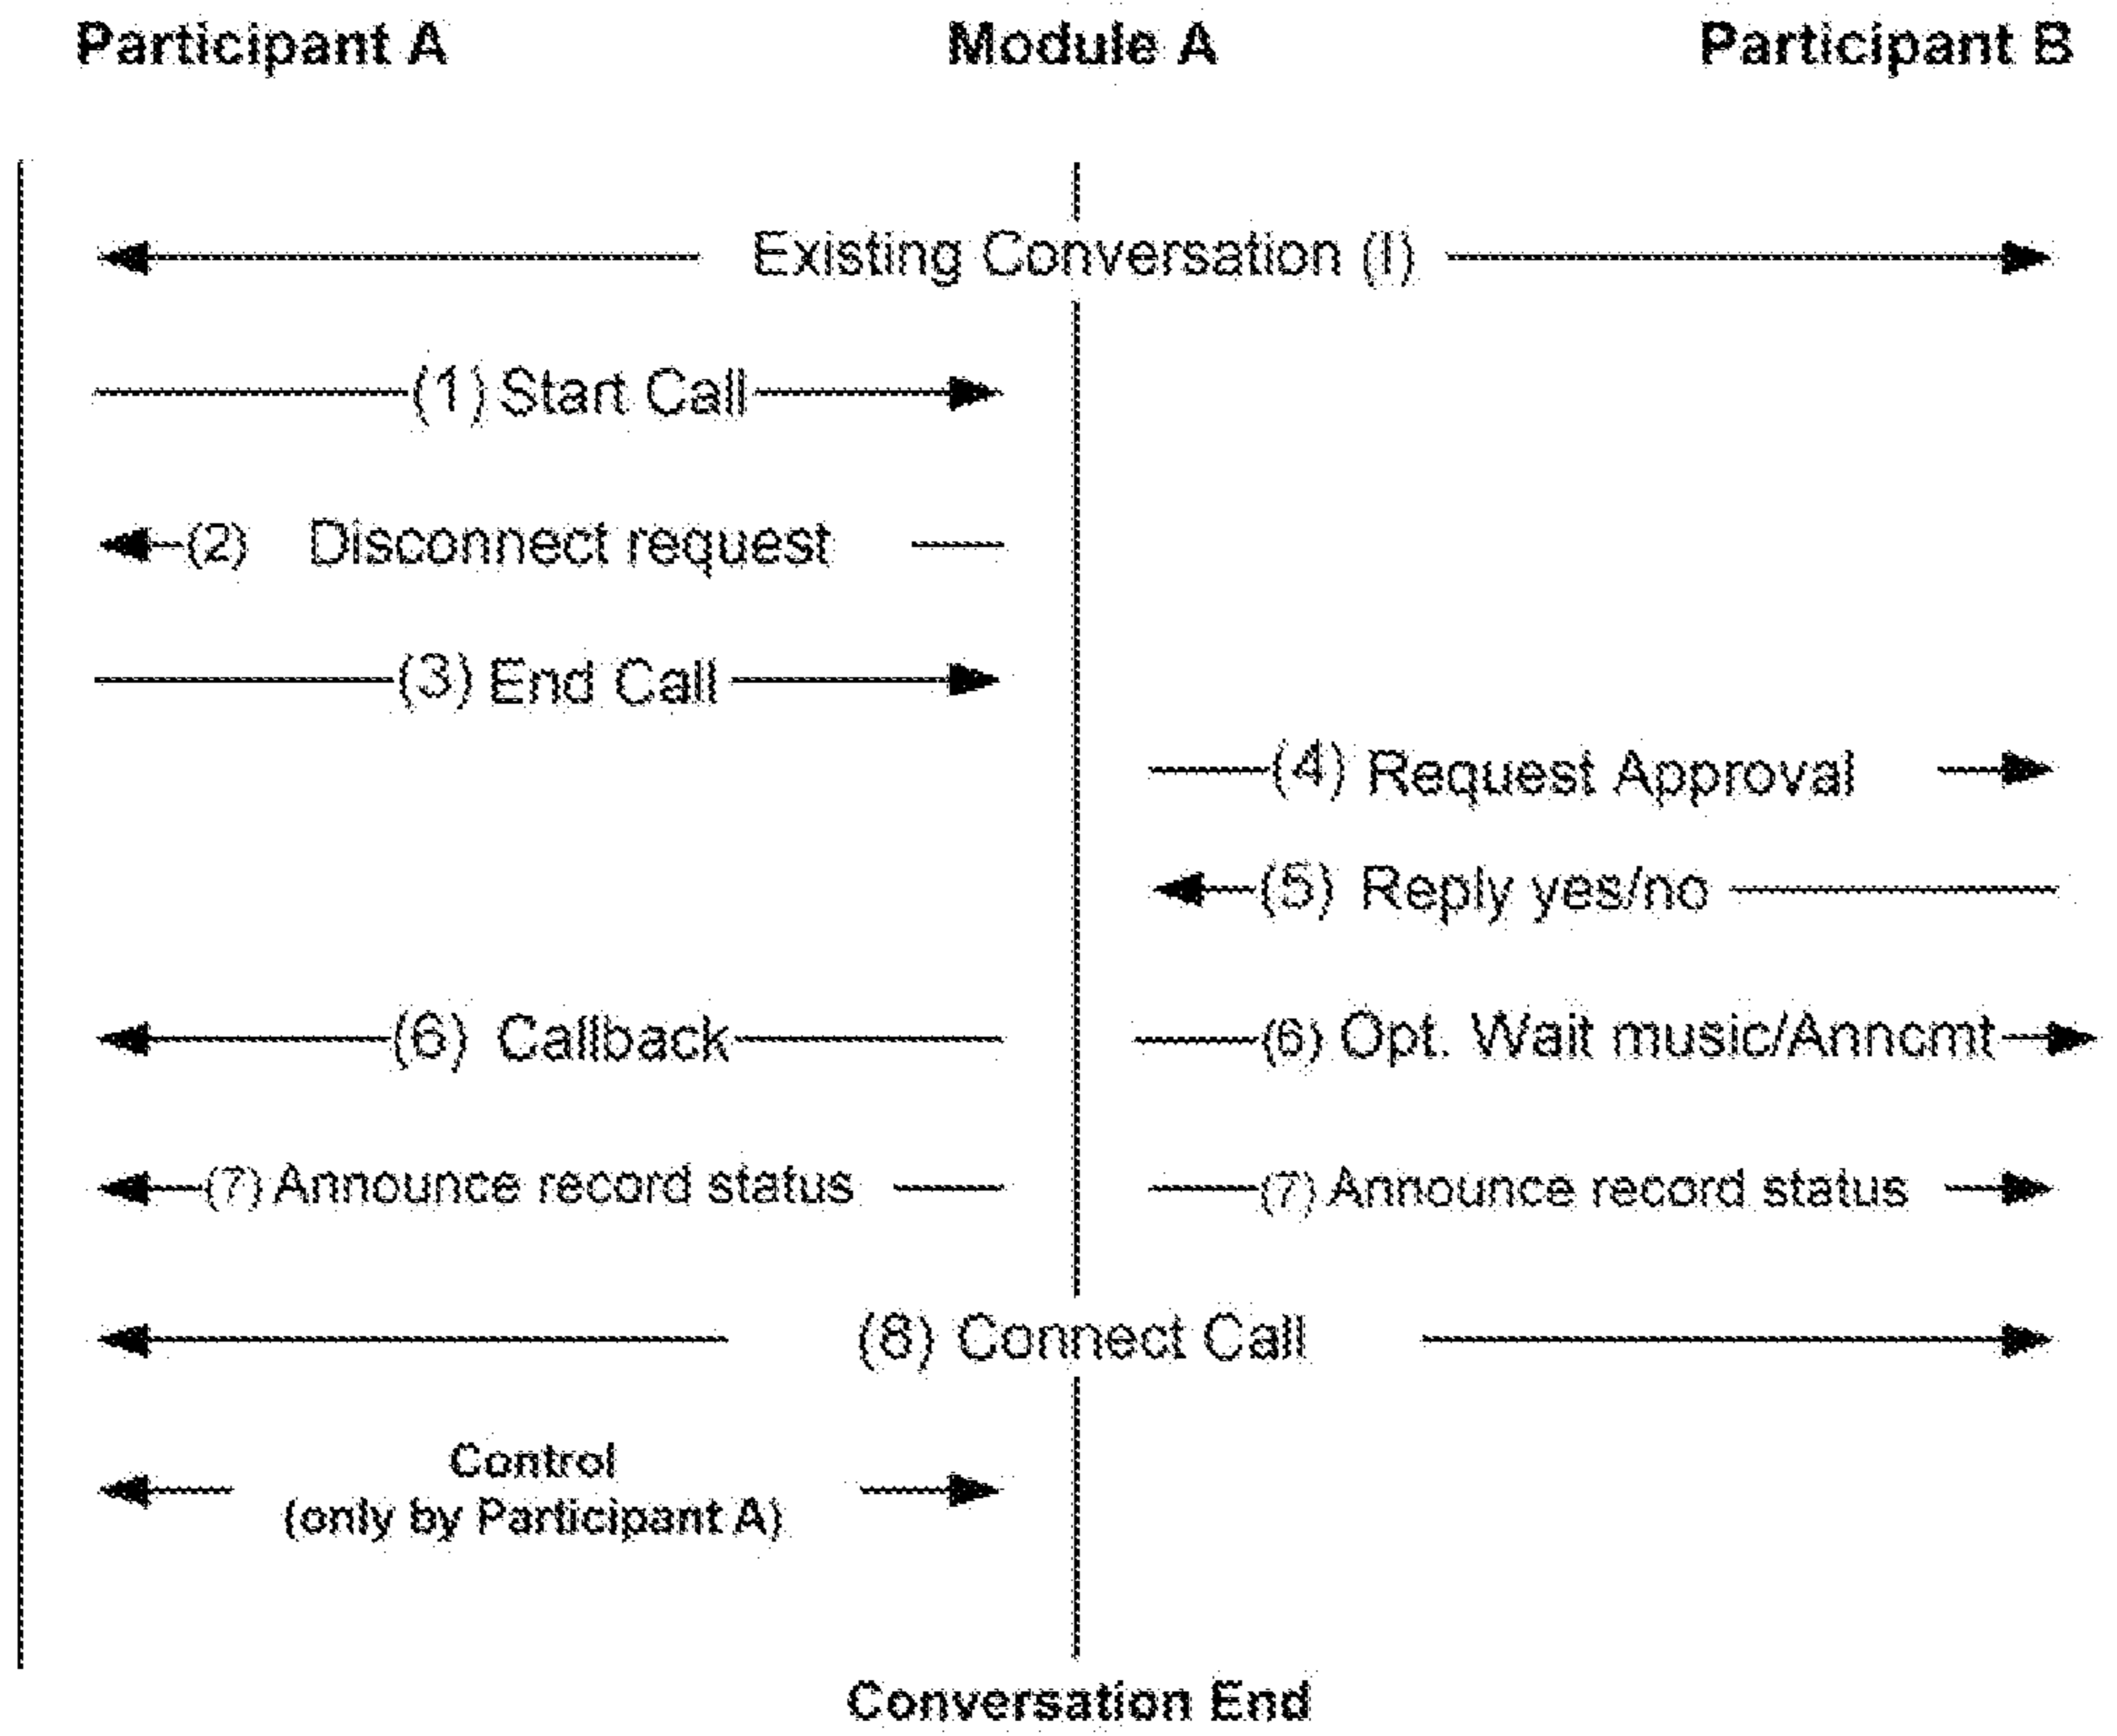 Participant A Module A Participant B
Existing Conversation (I)
(1) Start Call
(2) Disconnect request
(3) End Call
(4) Request Approval
(5) Reply yes/no
(6) Callback (6) Opt. Wait music/Anncmt
(7) Announce record status (7) Announce record status
(8) Connect Call
Control
(only by Participant A)
Conversation End